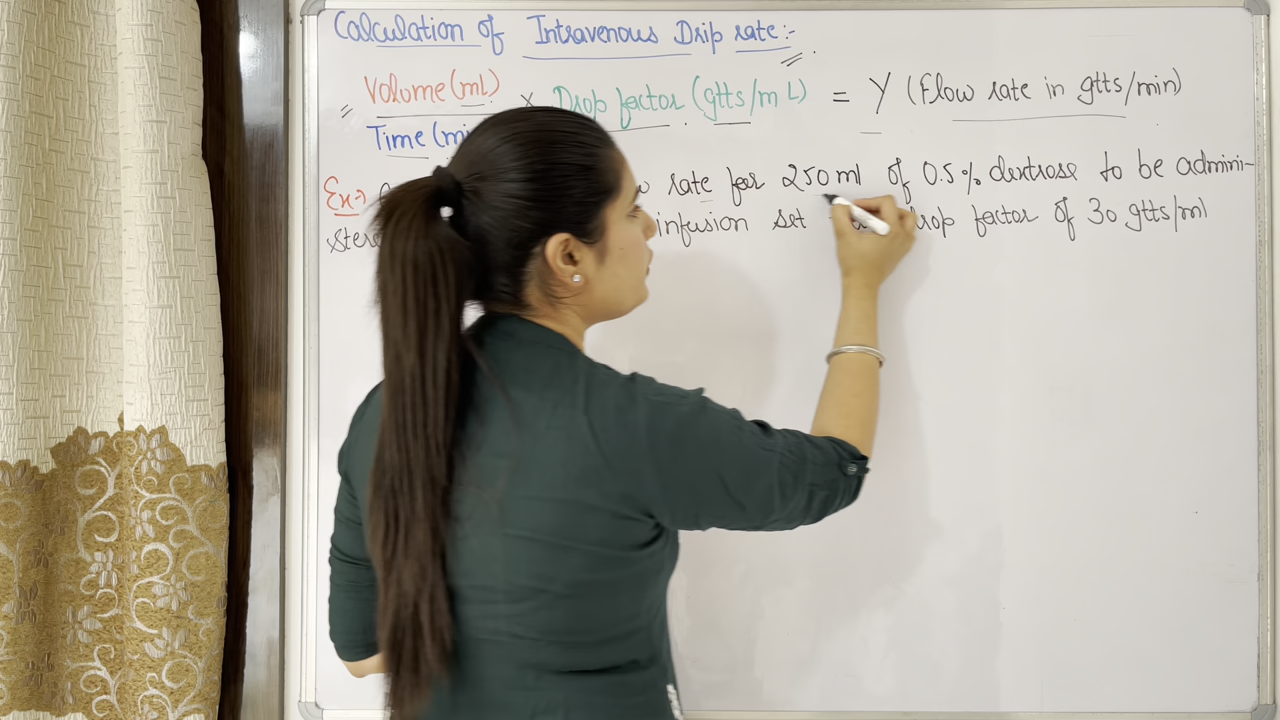 Calculation of Intravenous Drip rate:-
Volume(ml) × Drop factor (gtts/mL) = Y (Flow rate in gtts/min)
Time (mi
Ex:→ rate for 250 ml of 0.5% dextrose to be admini-
stere infusion set drop factor of 30 gtts/ml